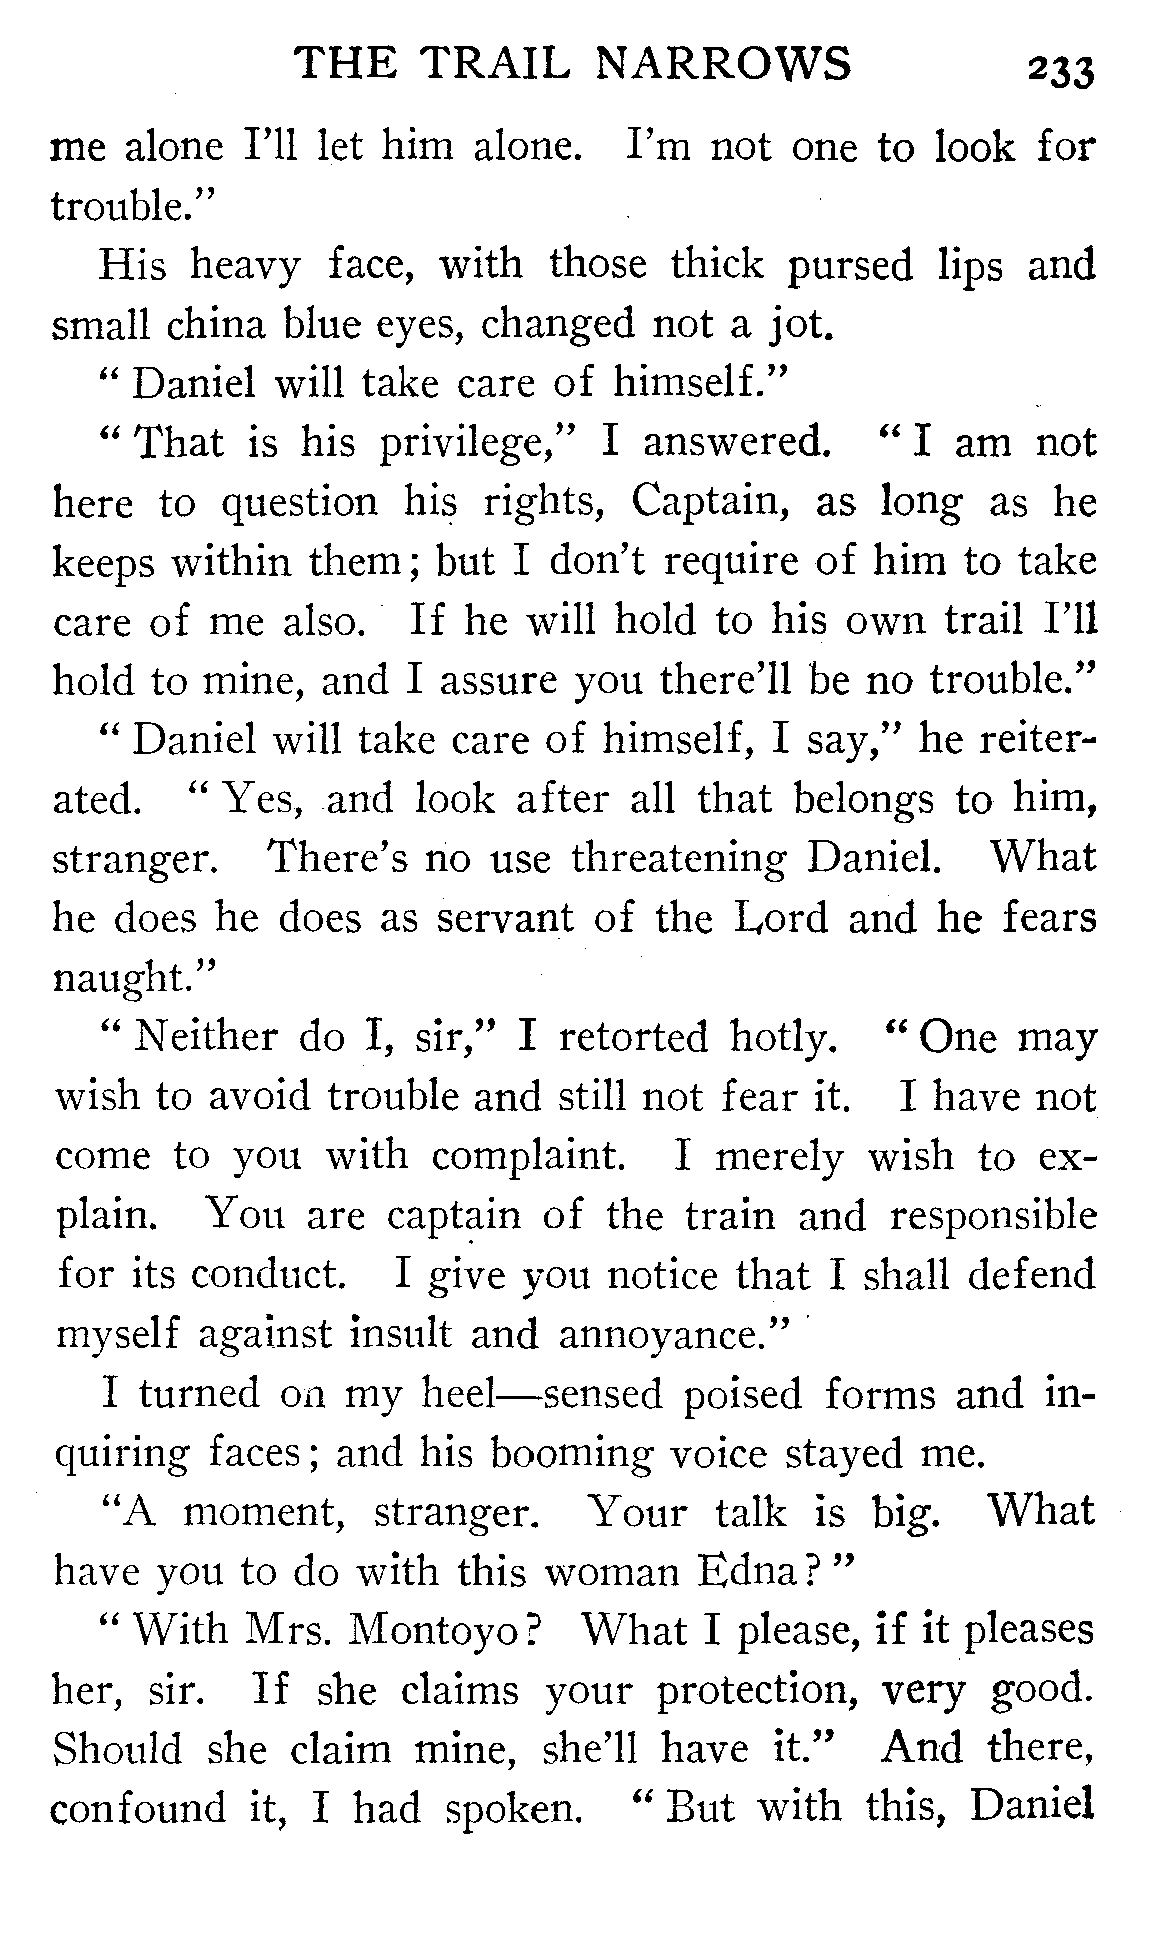 THE TRAIL NARROWS 233
me alone I'll let him alone. I'm not one to look for
trouble."
His heavy face, with those thick pursed lips and
small china blue eyes, changed not a jot.
" Daniel will take care of himself."
" That is his privilege," I answered. " I am not
here to question his rights, Captain, as long as he
keeps within them; but I don't require of him to take
care of me also. If he will hold to his own trail I'll
hold to mine, and I assure you there'll be no trouble."
" Daniel will take care of himself, I say," he reiter-
ated. " Yes, and look after all that belongs to him,
stranger. There's no use threatening Daniel. What
he does he does as servant of the Lord and he fears
naught."
" Neither do I, sir," I retorted hotly. " One may
wish to avoid trouble and still not fear it. I have not
come to you with complaint. I merely wish to ex-
plain. You are captain of the train and responsible
for its conduct. I give you notice that I shall defend
myself against insult and annoyance."
I turned on my heel—sensed poised forms and in-
quiring faces; and his booming voice stayed me.
"A moment, stranger. Your talk is big. What
have you to do with this woman Edna? "
" With Mrs. Montoyo? What I please, if it pleases
her, sir. If she claims your protection, very good.
Should she claim mine, she'll have it." And there,
confound it, I had spoken. " But with this, Daniel